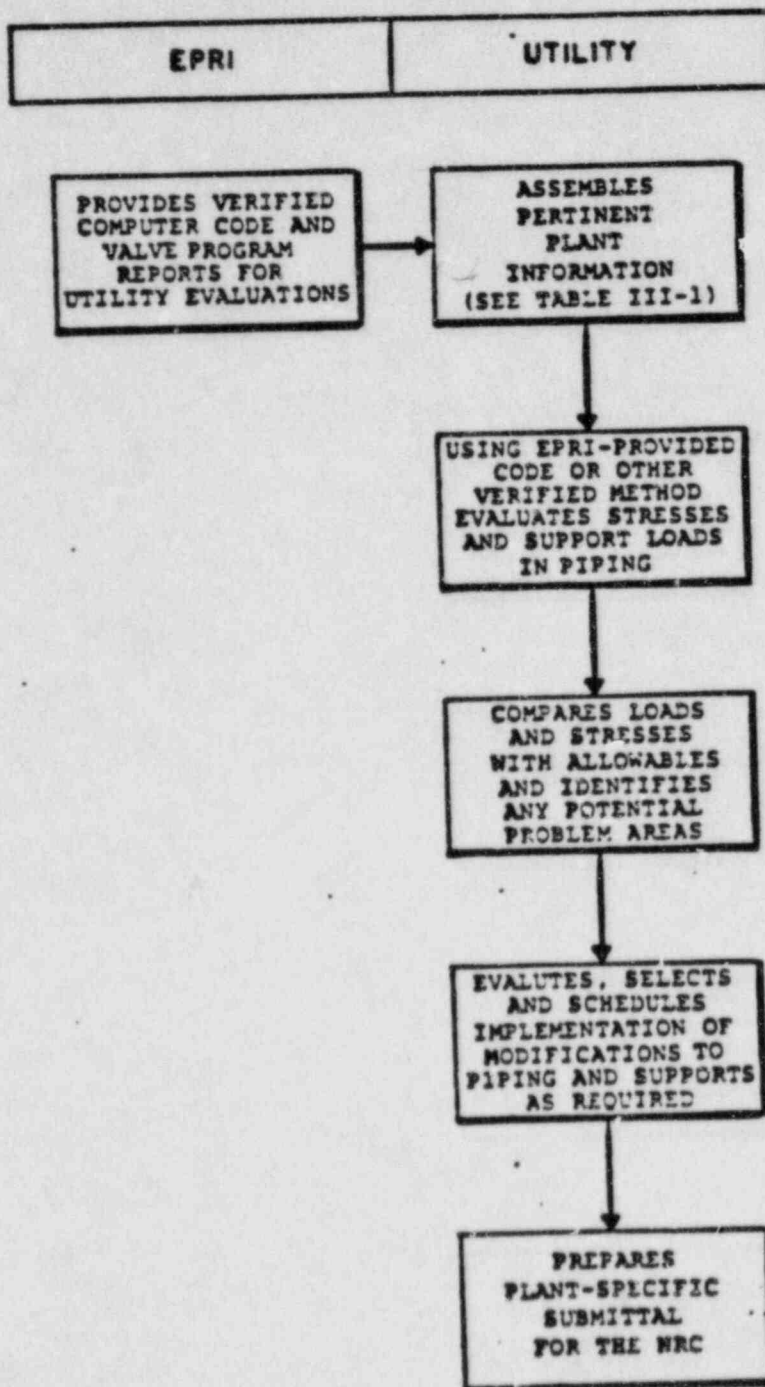 EPRI
UTILITY
PROVIDES VERIFIED
COMPUTER CODE AND
VALVE PROGRAM
REPORTS FOR
UTILITY EVALUATIONS
ASSEMBLES
PERTINENT
PLANT
INFORMATION
(SEE TABLE III-1)
USING EPRI-PROVIDED
CODE OR OTHER
VERIFIED METHOD
EVALUATES STRESSES
AND SUPPORT LOADS
IN PIPING
COMPARES LOADS
AND STRESSES
WITH ALLOWABLES
AND IDENTIFIES
ANY POTENTIAL
PROBLEM AREAS
EVALUTES, SELECTS
AND SCHEDULES
IMPLEMENTATION OF
MODIFICATIONS TO
PIPING AND SUPPORTS
AS REQUIRED
PREPARES
PLANT-SPECIFIC
SUBMITTAL
FOR THE NRC